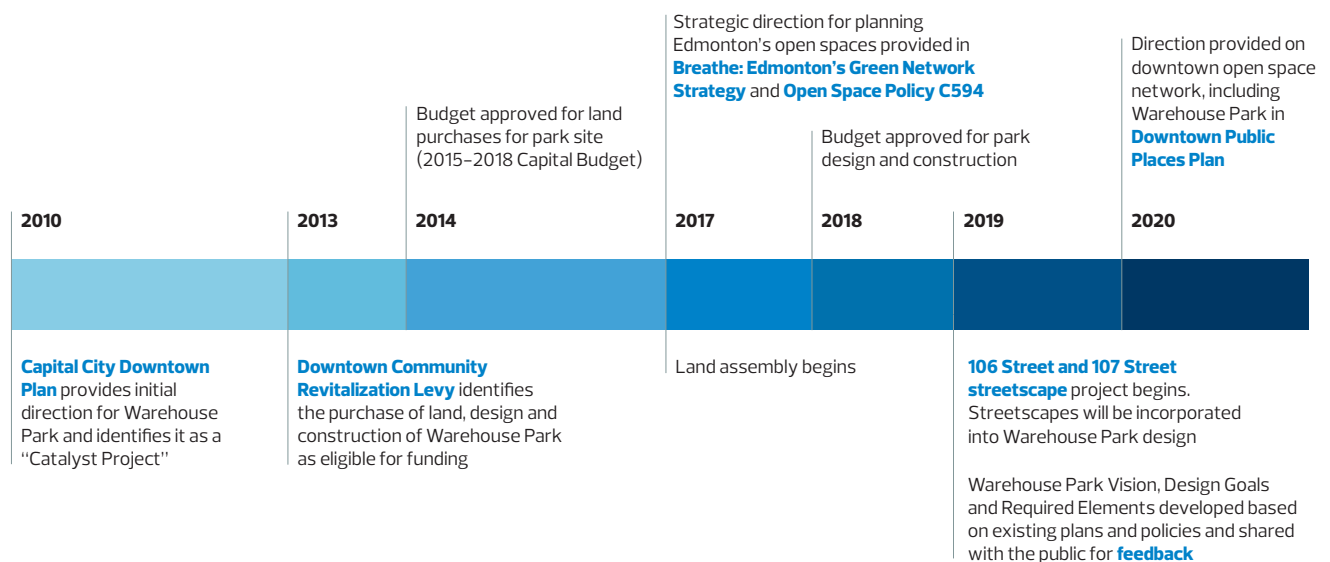 Strategic direction for planning
Edmonton's open spaces provided in
Breathe: Edmonton's Green Network
Strategy and Open Space Policy C594
Direction provided on
downtown open space
network, including
Warehouse Park in
Downtown Public
Places Plan
Budget approved for land
purchases for park site
(2015–2018 Capital Budget)
Budget approved for park
design and construction
2010
2013
2014
2017
2018
2019
2020
Capital City Downtown
Plan provides initial
direction for Warehouse
Park and identifies it as a
"Catalyst Project"
Downtown Community
Revitalization Levy identifies
the purchase of land, design and
construction of Warehouse Park
as eligible for funding
Land assembly begins
106 Street and 107 Street
streetscape project begins.
Streetscapes will be incorporated
into Warehouse Park design
Warehouse Park Vision, Design Goals
and Required Elements developed based
on existing plans and policies and shared
with the public for feedback